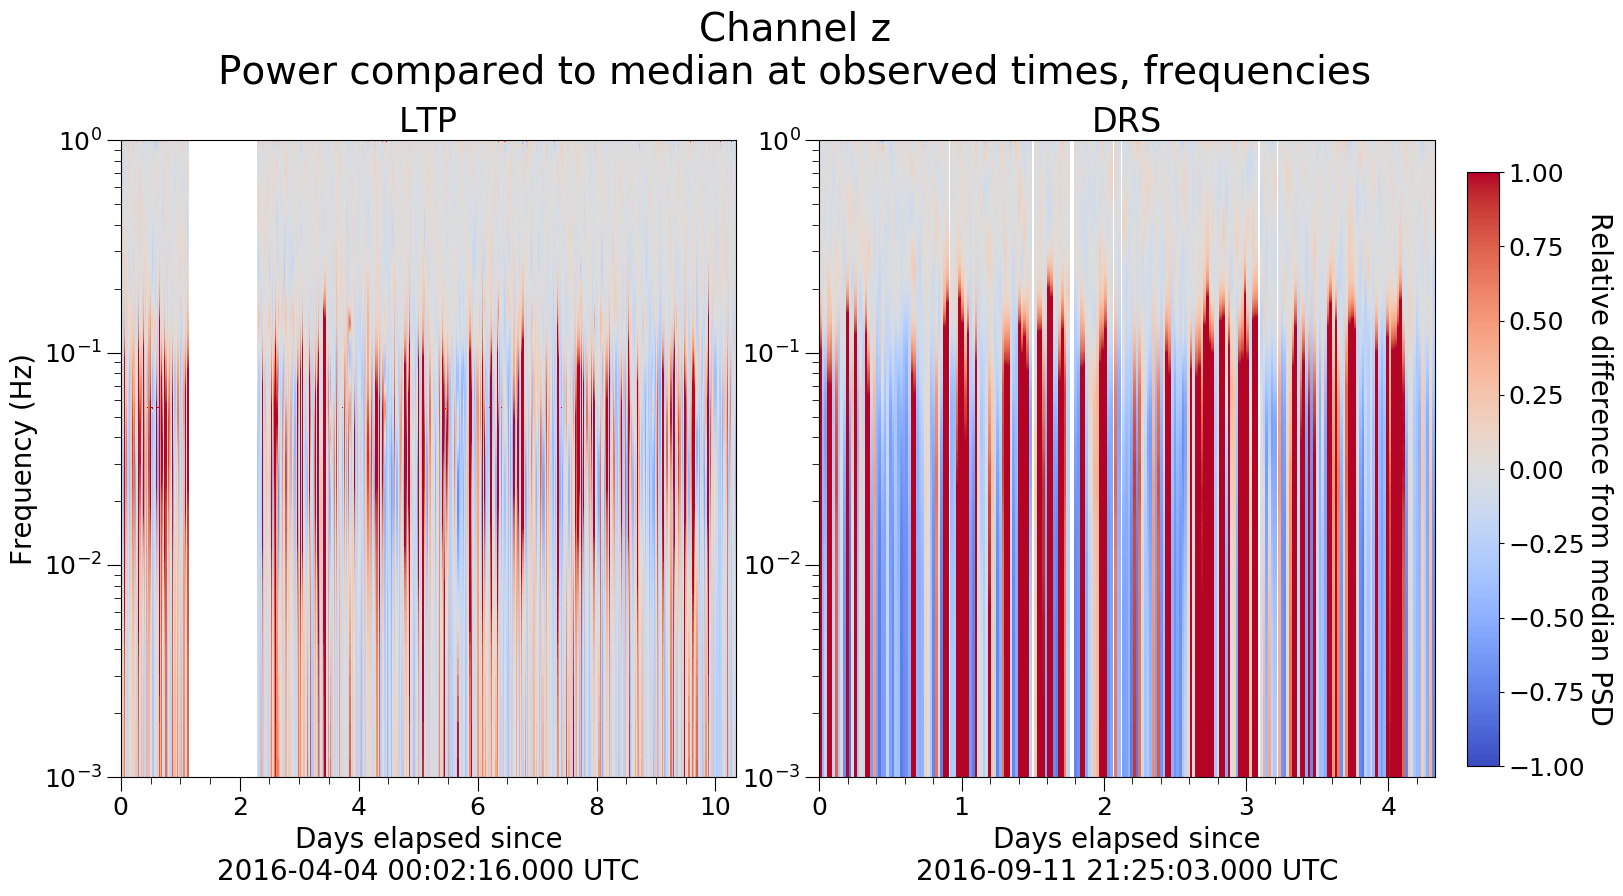 Channel z
Power compared to median at observed times, frequencies
LTP
DRS
10⁰
10⁻¹
10⁻²
10⁻³
Frequency (Hz)
0 2 4 6 8 10
Days elapsed since
2016-04-04 00:02:16.000 UTC
10⁰
10⁻¹
10⁻²
10⁻³
0 1 2 3 4
Days elapsed since
2016-09-11 21:25:03.000 UTC
1.00
0.75
0.50
0.25
0.00
−0.25
−0.50
−0.75
−1.00
Relative difference from median PSD